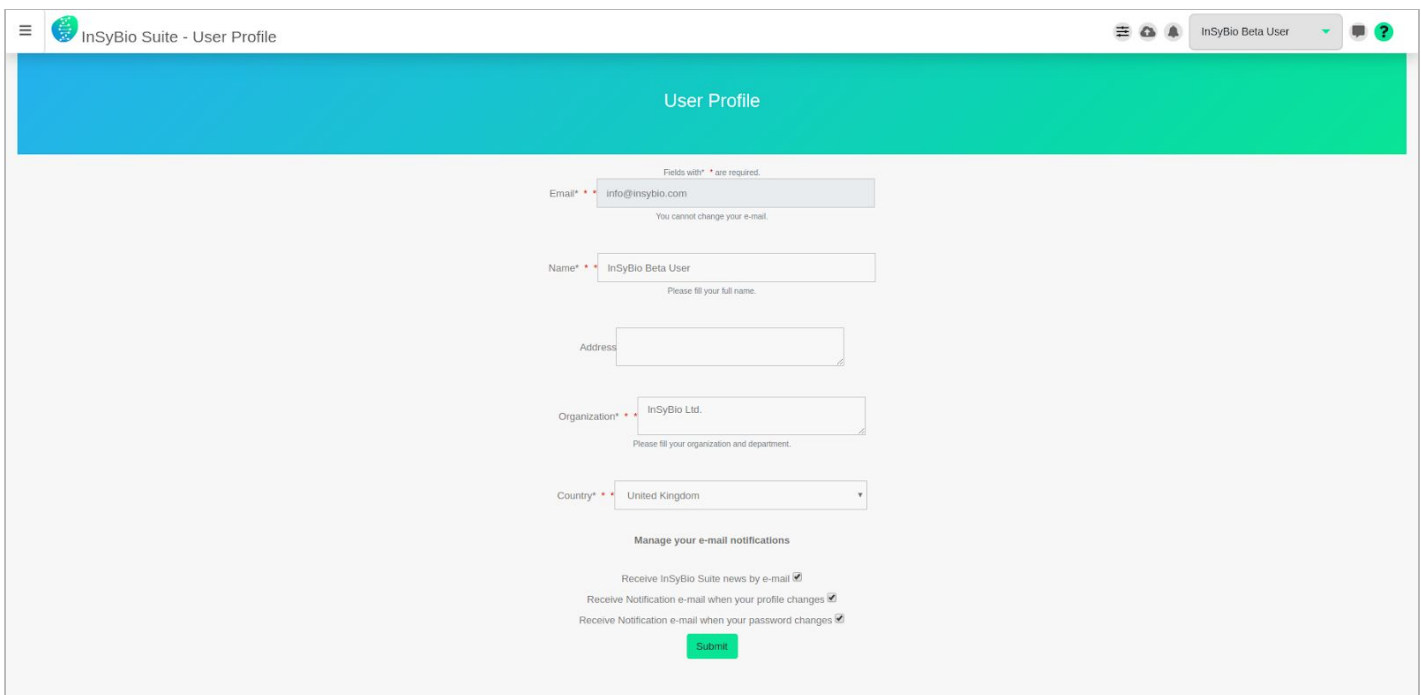 InSyBio Suite - User Profile
InSyBio Beta User
?
User Profile
Fields with* * are required.
Email* * * info@insybio.com
You cannot change your e-mail.
Name* * * InSyBio Beta User
Please fill your full name.
Address
Organization* * * InSyBio Ltd.
Please fill your organization and department.
Country* * * United Kingdom
Manage your e-mail notifications
Receive InSyBio Suite news by e-mail
Receive Notification e-mail when your profile changes
Receive Notification e-mail when your password changes
Submit